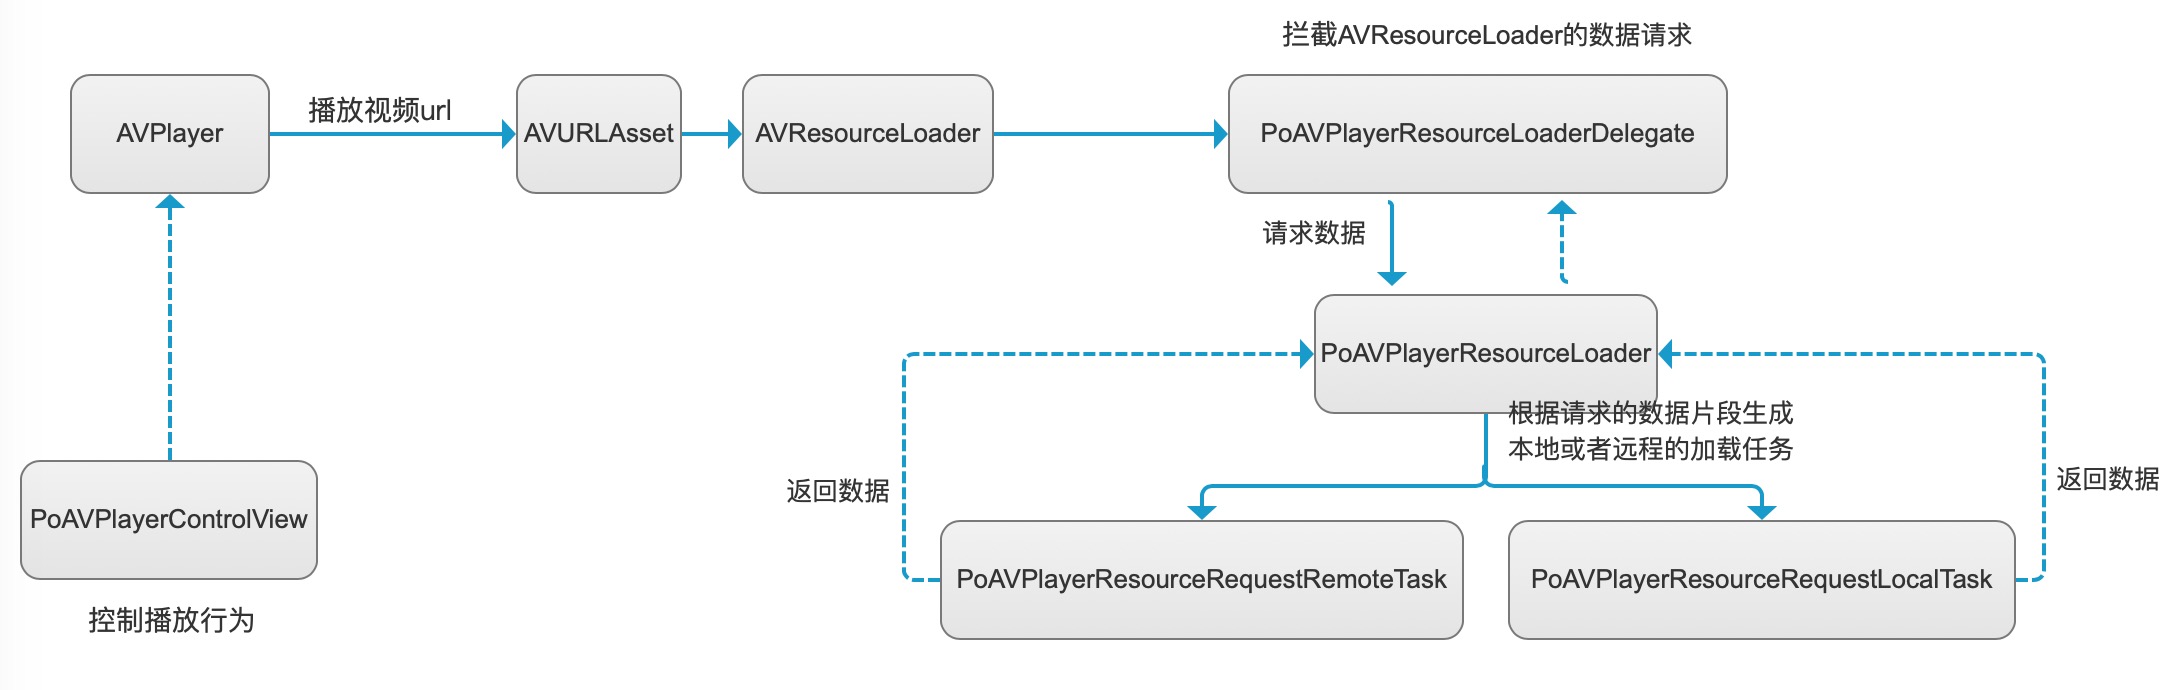 拦截AVResourceLoader的数据请求
AVPlayer
播放视频url
AVURLAsset
AVResourceLoader
PoAVPlayerResourceLoaderDelegate
请求数据
PoAVPlayerResourceLoader
根据请求的数据片段生成
本地或者远程的加载任务
返回数据
返回数据
PoAVPlayerControlView
控制播放行为
PoAVPlayerResourceRequestRemoteTask
PoAVPlayerResourceRequestLocalTask